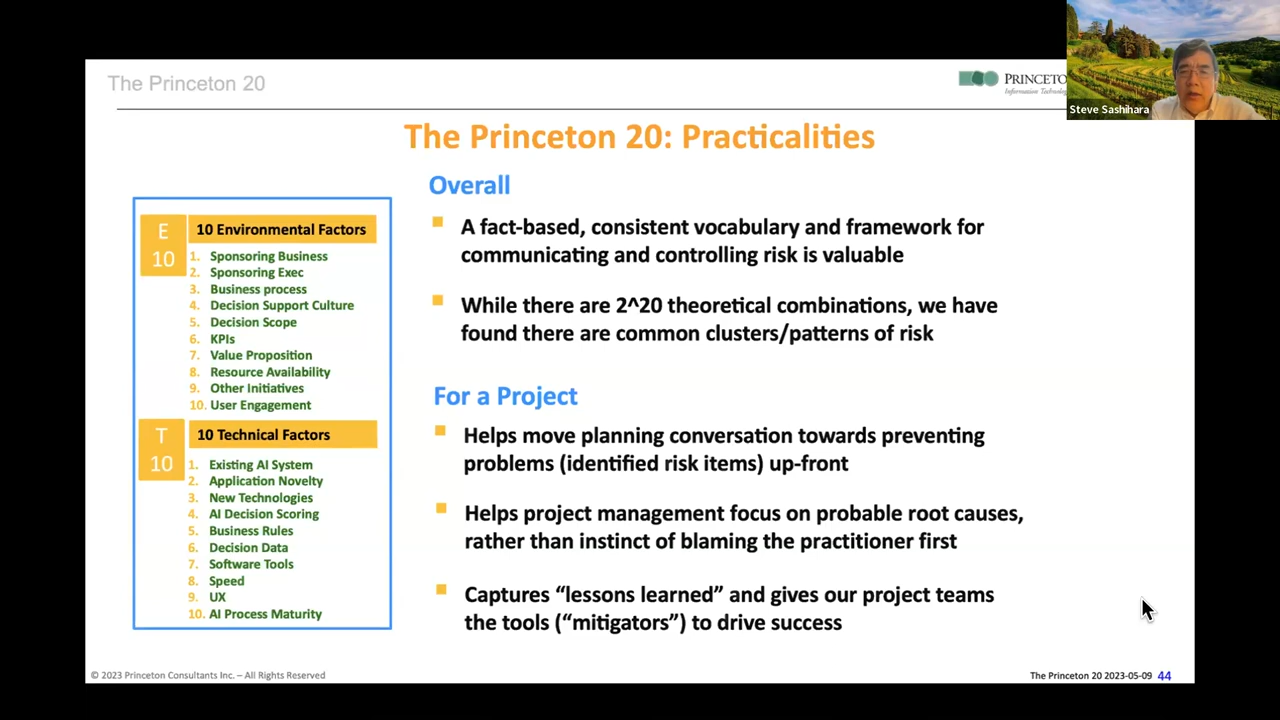 The Princeton 20
PRINCETO
Information Technolog
Steve Sashihara
The Princeton 20: Practicalities
E
10
10 Environmental Factors
1. Sponsoring Business
2. Sponsoring Exec
3. Business process
4. Decision Support Culture
5. Decision Scope
6. KPIs
7. Value Proposition
8. Resource Availability
9. Other Initiatives
10. User Engagement
T
10
10 Technical Factors
1. Existing AI System
2. Application Novelty
3. New Technologies
4. AI Decision Scoring
5. Business Rules
6. Decision Data
7. Software Tools
8. Speed
9. UX
10. AI Process Maturity
Overall
A fact-based, consistent vocabulary and framework for
communicating and controlling risk is valuable
While there are 2^20 theoretical combinations, we have
found there are common clusters/patterns of risk
For a Project
Helps move planning conversation towards preventing
problems (identified risk items) up-front
Helps project management focus on probable root causes,
rather than instinct of blaming the practitioner first
Captures “lessons learned” and gives our project teams
the tools (“mitigators”) to drive success
© 2023 Princeton Consultants Inc. – All Rights Reserved
The Princeton 20 2023-05-09 44